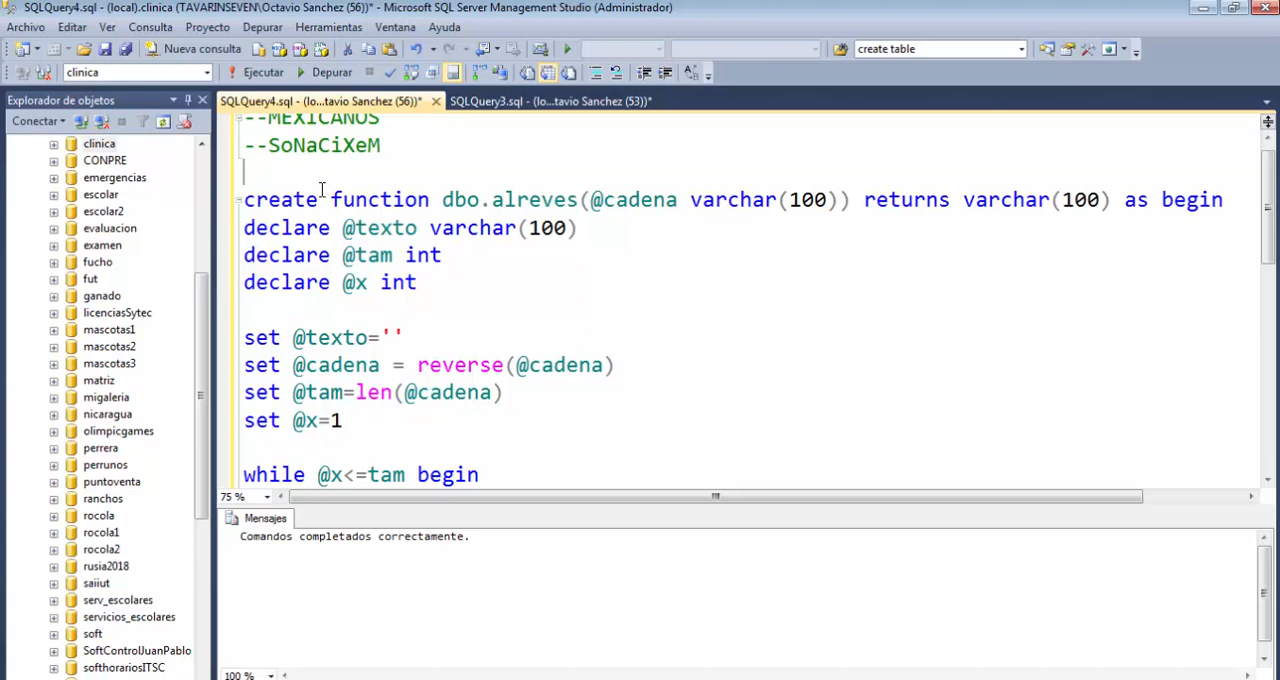 SQLQuery4.sql - (local).clinica (TAVARINSEVEN\Octavio Sanchez (56))* - Microsoft SQL Server Management Studio (Administrador)
Archivo Editar Ver Consulta Proyecto Depurar Herramientas Ventana Ayuda
Nueva consulta create table
clinica Ejecutar Depurar
Explorador de objetos
SQLQuery4.sql - (lo...tavio Sanchez (56))* SQLQuery3.sql - (lo...tavio Sanchez (53))*
Conectar
clinica
CONPRE
emergencias
escolar
escolar2
evaluacion
examen
fucho
fut
ganado
licenciasSytec
mascotas1
mascotas2
mascotas3
matriz
migaleria
nicaragua
olimpicgames
perrera
perrunos
puntoventa
ranchos
rocola
rocola1
rocola2
rusia2018
saiiut
serv_escolares
servicios_escolares
soft
SoftControlJuanPablo
softhorariosITSC
--MEXICANOS
--SoNaCiXeM
create function dbo.alreves(@cadena varchar(100)) returns varchar(100) as begin
declare @texto varchar(100)
declare @tam int
declare @x int
set @texto=''
set @cadena = reverse(@cadena)
set @tam=len(@cadena)
set @x=1
while @x<=tam begin
75 %
Mensajes
Comandos completados correctamente.
100 %